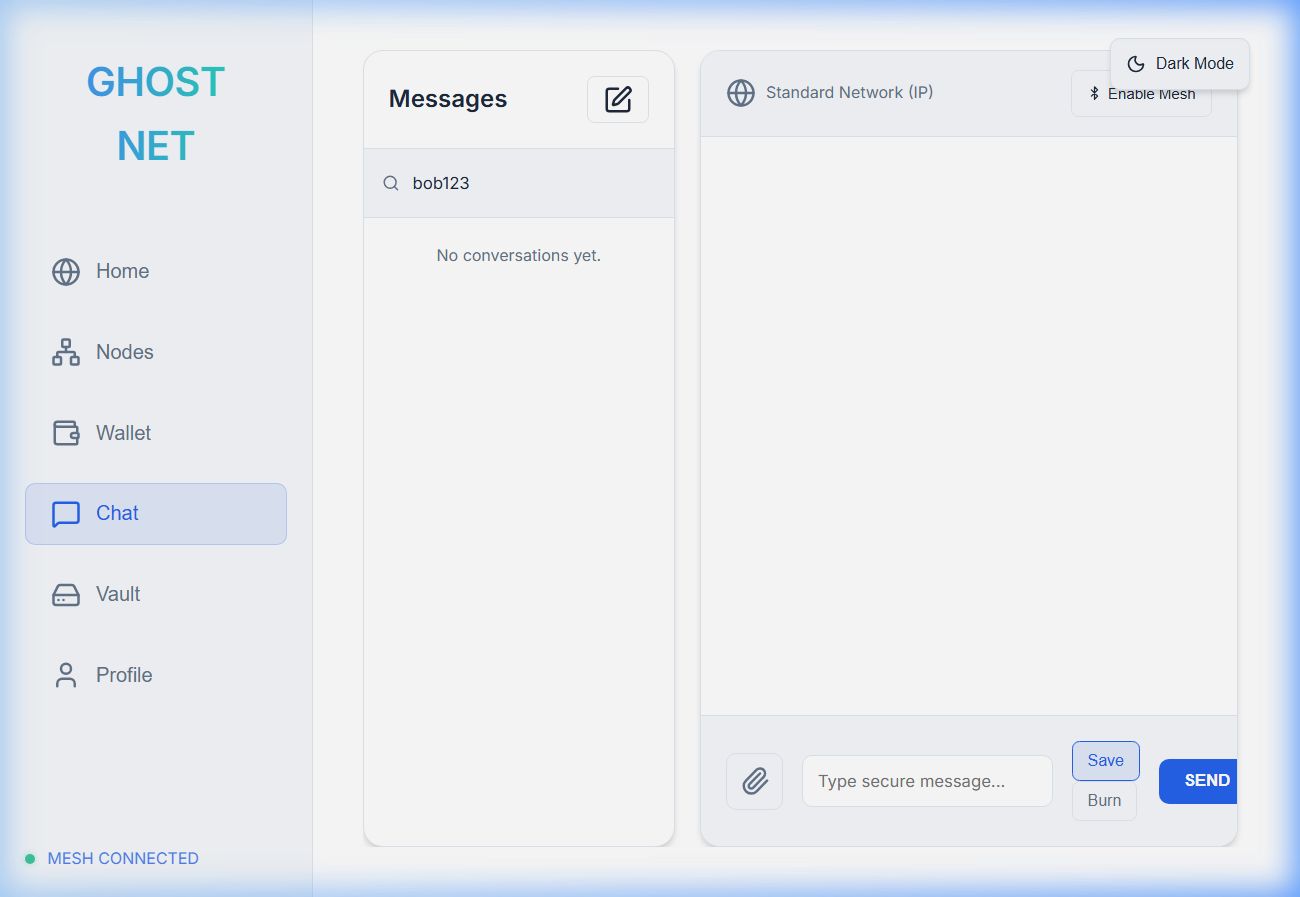 GHOST
NET
Home
Nodes
Wallet
Chat
Vault
Profile
MESH CONNECTED
Messages
bob123
No conversations yet.
Standard Network (IP)
Dark Mode
Enable Mesh
Type secure message...
Save
Burn
SEND